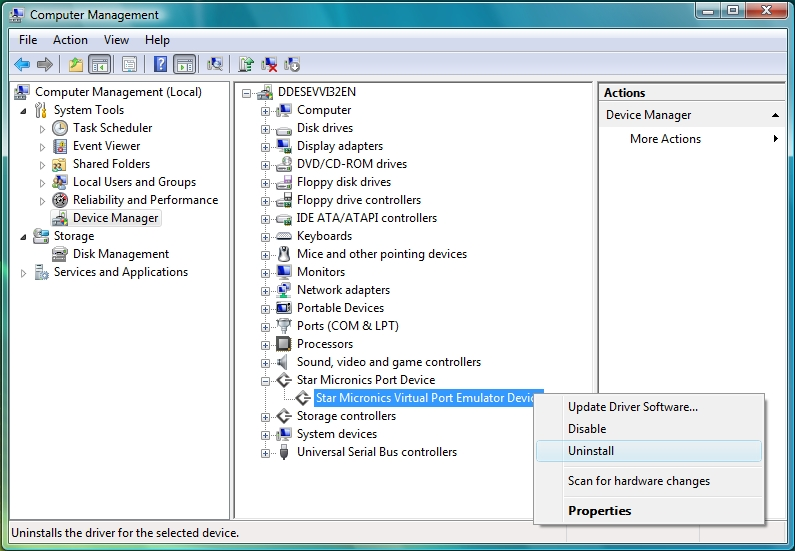 Computer Management
File Action View Help
Computer Management (Local)
System Tools
Task Scheduler
Event Viewer
Shared Folders
Local Users and Groups
Reliability and Performance
Device Manager
Storage
Disk Management
Services and Applications
DDESEVVI32EN
Computer
Disk drives
Display adapters
DVD/CD-ROM drives
Floppy disk drives
Floppy drive controllers
IDE ATA/ATAPI controllers
Keyboards
Mice and other pointing devices
Monitors
Network adapters
Portable Devices
Ports (COM & LPT)
Processors
Sound, video and game controllers
Star Micronics Port Device
Star Micronics Virtual Port Emulator Devic
Storage controllers
System devices
Universal Serial Bus controllers
Actions
Device Manager
More Actions
Update Driver Software...
Disable
Uninstall
Scan for hardware changes
Properties
Uninstalls the driver for the selected device.